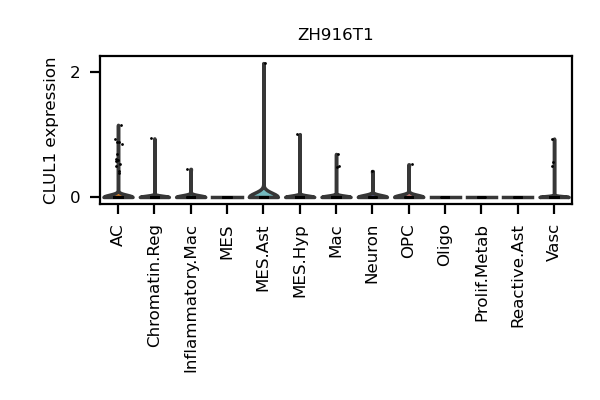 ZH916T1
CLUL1 expression
2
0
AC
Chromatin.Reg
Inflammatory.Mac
MES
MES.Ast
MES.Hyp
Mac
Neuron
OPC
Oligo
Prolif.Metab
Reactive.Ast
Vasc